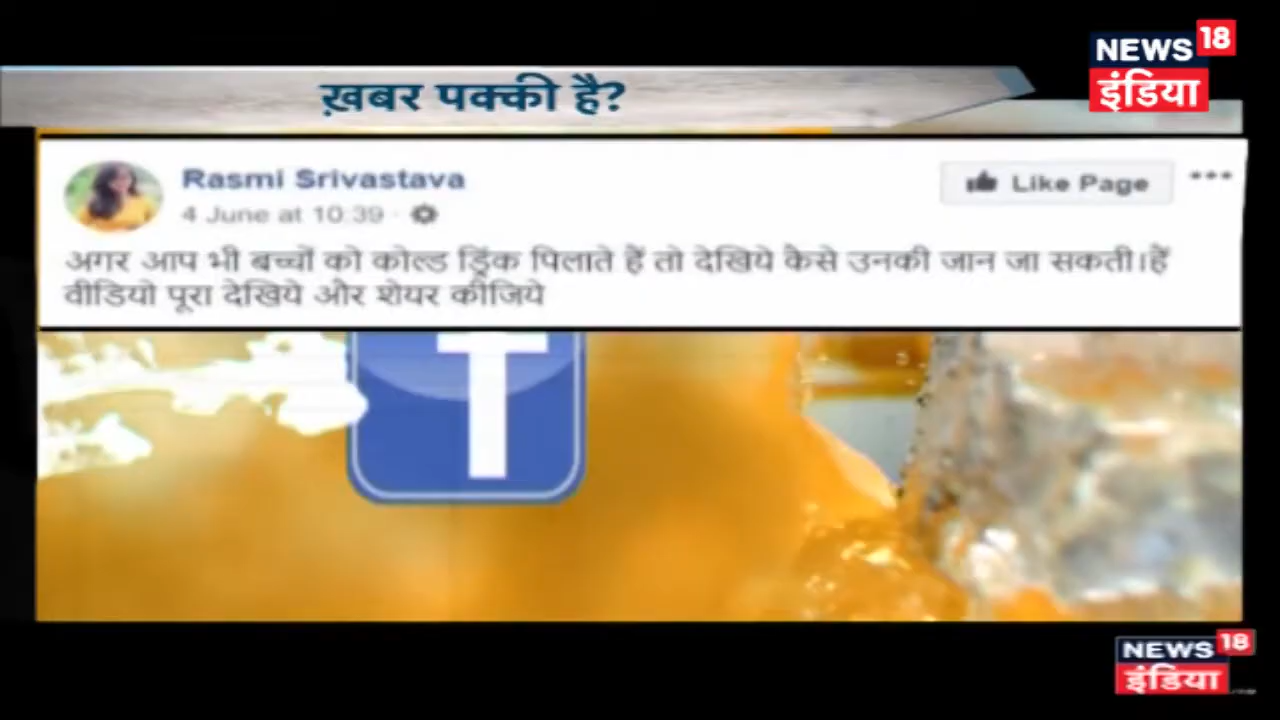 NEWS 18
इंडिया
ख़बर पक्की है?
Rasmi Srivastava
Like Page
4 June at 10:39
अगर आप भी बच्चों को कोल्ड ड्रिंक पिलाते हैं तो देखिये कैसे उनकी जान जा सकती।हैं
वीडियो पूरा देखिये और शेयर कीजिये
f
NEWS 18
इंडिया